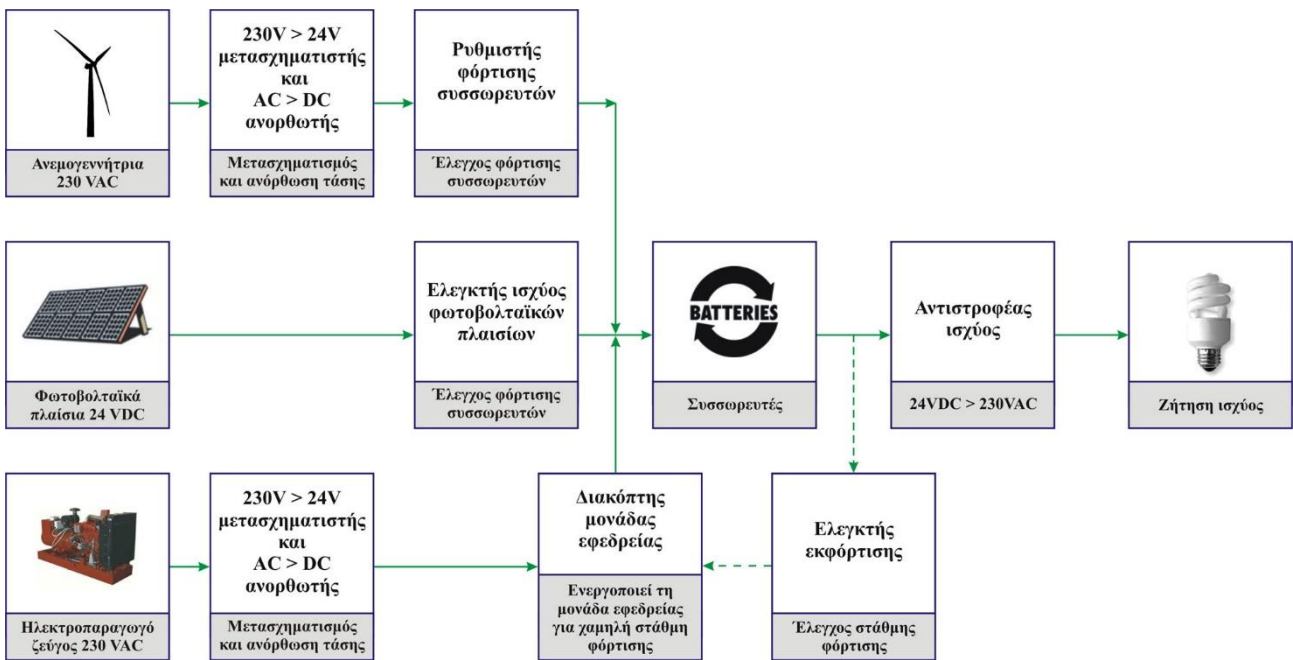 230V > 24V
μετασχηματιστής
και
AC > DC
ανορθωτής
Ρυθμιστής
φόρτισης
συσσωρευτών
Ανεμογεννήτρια
230 VAC
Μετασχηματισμός
και ανόρθωση τάσης
Έλεγχος φόρτισης
συσσωρευτών
Ελεγκτής ισχύος
φωτοβολταϊκών
πλαισίων
BATTERIES
Αντιστροφέας
ισχύος
Φωτοβολταϊκά
πλαίσια 24 VDC
Έλεγχος φόρτισης
συσσωρευτών
Συσσωρευτές
24VDC > 230VAC
Ζήτηση ισχύος
230V > 24V
μετασχηματιστής
και
AC > DC
ανορθωτής
Διακόπτης
μονάδας
εφεδρείας
Ελεγκτής
εκφόρτισης
Ηλεκτροπαραγωγό
ζεύγος 230 VAC
Μετασχηματισμός
και ανόρθωση τάσης
Ενεργοποιεί τη
μονάδα εφεδρείας
για χαμηλή στάθμη
φόρτισης
Έλεγχος στάθμης
φόρτισης